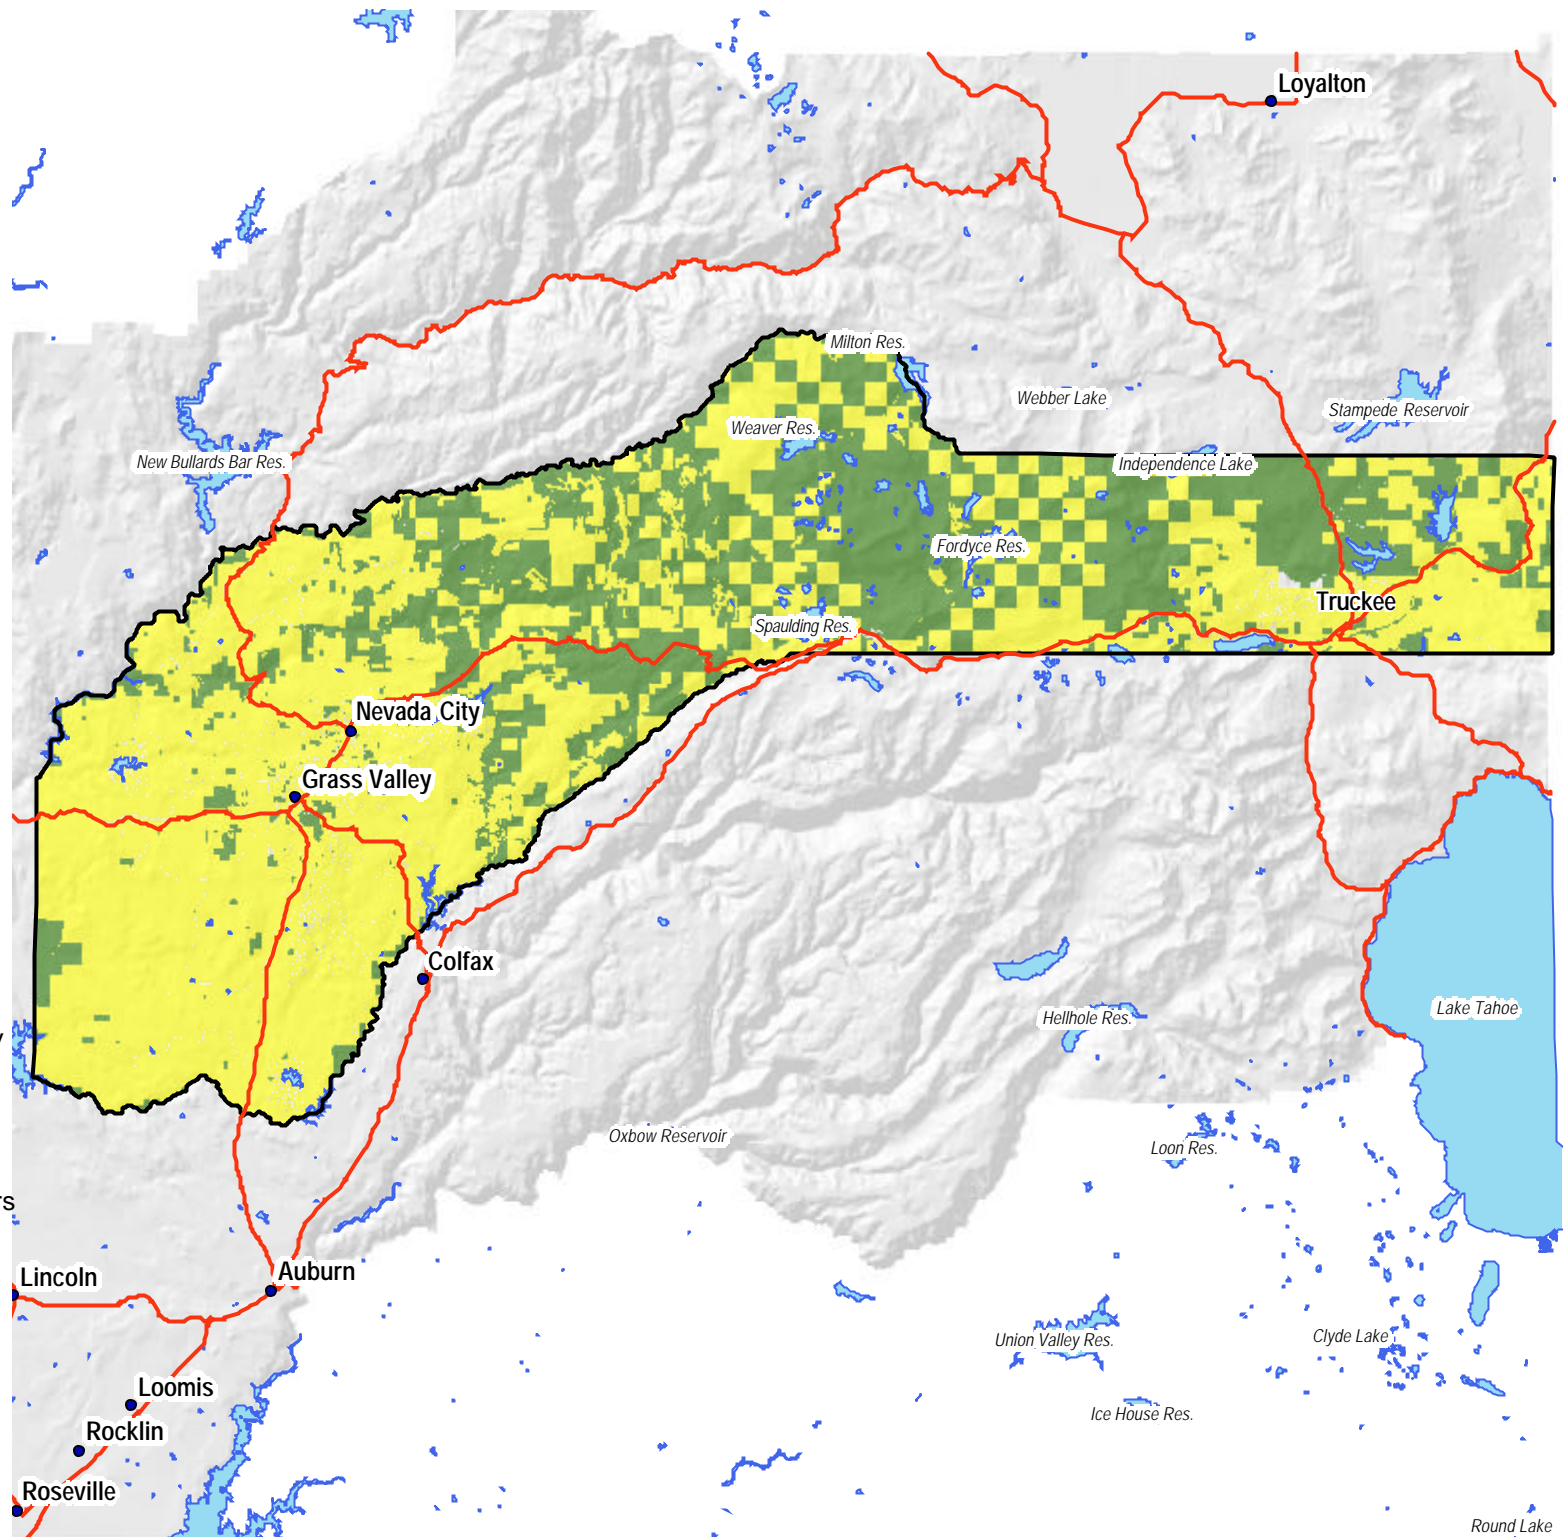 Loyalton
Milton Res.
Webber Lake
Stampede Reservoir
Weaver Res.
New Bullards Bar Res.
Independence Lake
Fordyce Res.
Truckee
Spaulding Res.
Nevada City
Grass Valley
Colfax
Lake Tahoe
Hellhole Res.
y
Oxbow Reservoir
Loon Res.
rs
Auburn
Lincoln
Union Valley Res.
Clyde Lake
Loomis
Ice House Res.
Rocklin
Roseville
Round Lake